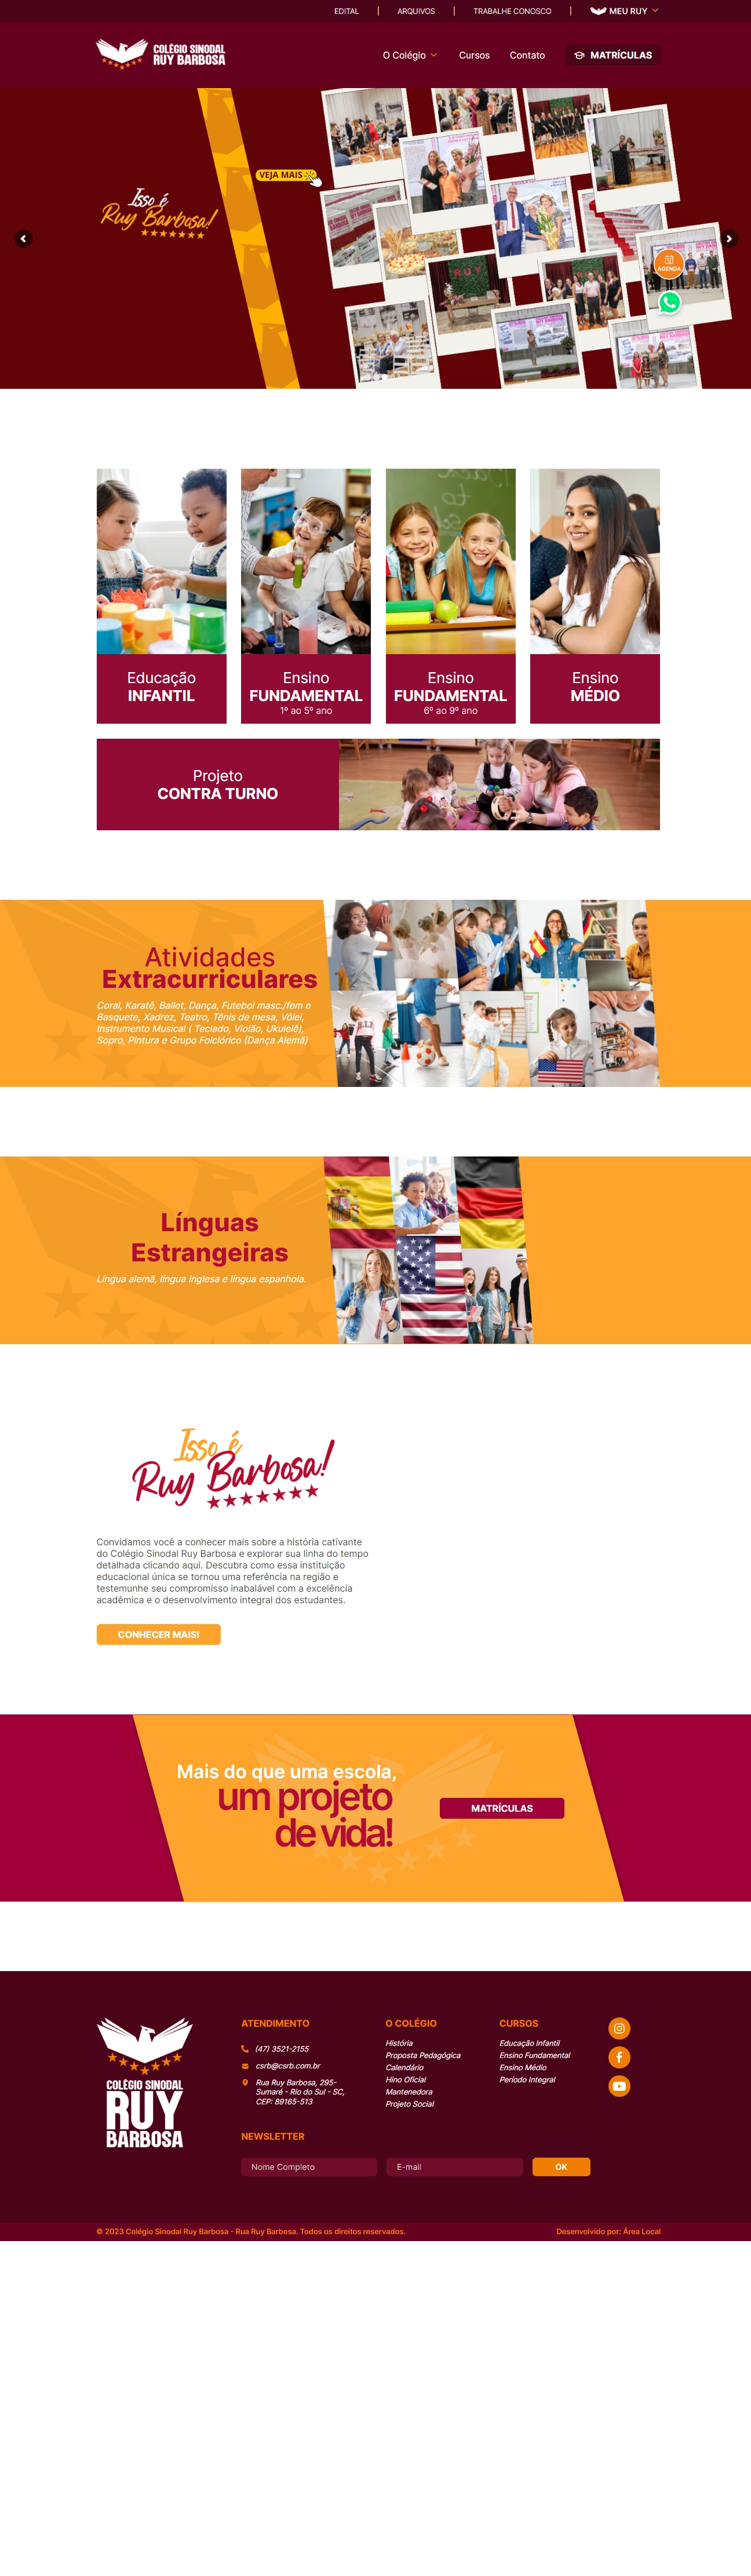 EDITAL
ARQUIVOS
TRABALHE CONOSCO
MEU RUY
COLÉGIO SINODAL
RUY BARBOSA
O Colégio
Cursos
Contato
MATRÍCULAS
VEJA MAIS
Isso é
Ruy Barbosa!
AGENDA
Educação
INFANTIL
Ensino
FUNDAMENTAL
1º ao 5º ano
Ensino
FUNDAMENTAL
6º ao 9º ano
Ensino
MÉDIO
Projeto
CONTRA TURNO
Atividades
Extracurriculares
Coral, Karatê, Ballet, Dança, Futebol masc./fem e
Basquete, Xadrez, Teatro, Tênis de mesa, Vôlei,
Instrumento Musical ( Teclado, Violão, Ukulelê),
Sopro, Pintura e Grupo Folclórico (Dança Alemã)
Línguas
Estrangeiras
Língua alemã, língua inglesa e língua espanhola.
Isso é
Ruy Barbosa!
Convidamos você a conhecer mais sobre a história cativante
do Colégio Sinodal Ruy Barbosa e explorar sua linha do tempo
detalhada clicando aqui. Descubra como essa instituição
educacional única se tornou uma referência na região e
testemunhe seu compromisso inabalável com a excelência
acadêmica e o desenvolvimento integral dos estudantes.
CONHECER MAIS!
Mais do que uma escola,
um projeto
de vida!
MATRÍCULAS
COLÉGIO SINODAL
RUY
BARBOSA
ATENDIMENTO
(47) 3521-2155
csrb@csrb.com.br
Rua Ruy Barbosa, 295-
Sumaré - Rio do Sul - SC,
CEP: 89165-513
O COLÉGIO
História
Proposta Pedagógica
Calendário
Hino Oficial
Mantenedora
Projeto Social
CURSOS
Educação Infantil
Ensino Fundamental
Ensino Médio
Período Integral
NEWSLETTER
Nome Completo
E-mail
OK
© 2023 Colégio Sinodal Ruy Barbosa - Rua Ruy Barbosa. Todos os direitos reservados.
Desenvolvido por: Área Local